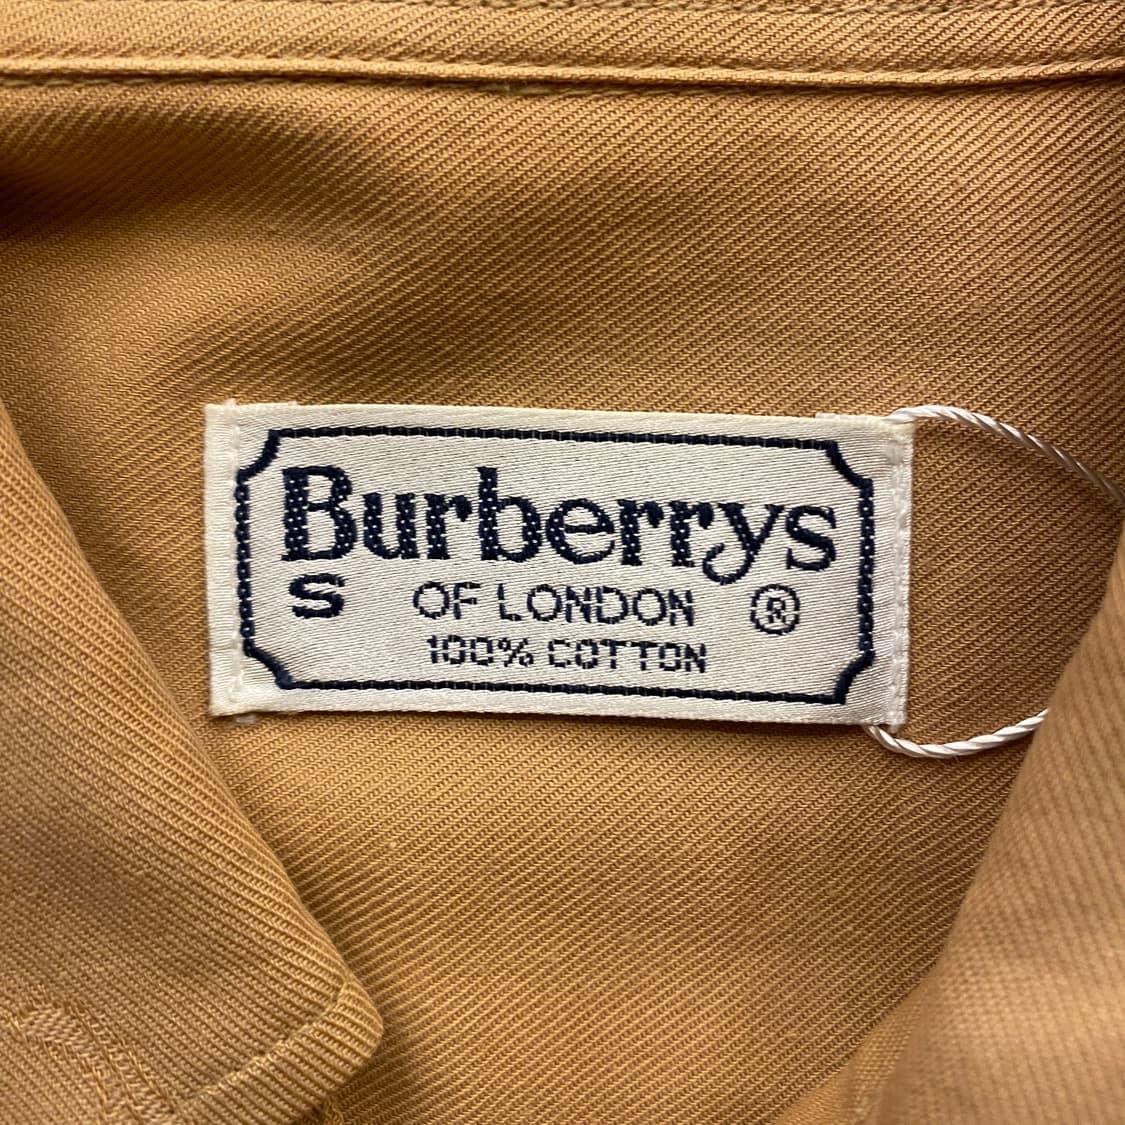 Burberrys
S OF LONDON ®
100% COTTON